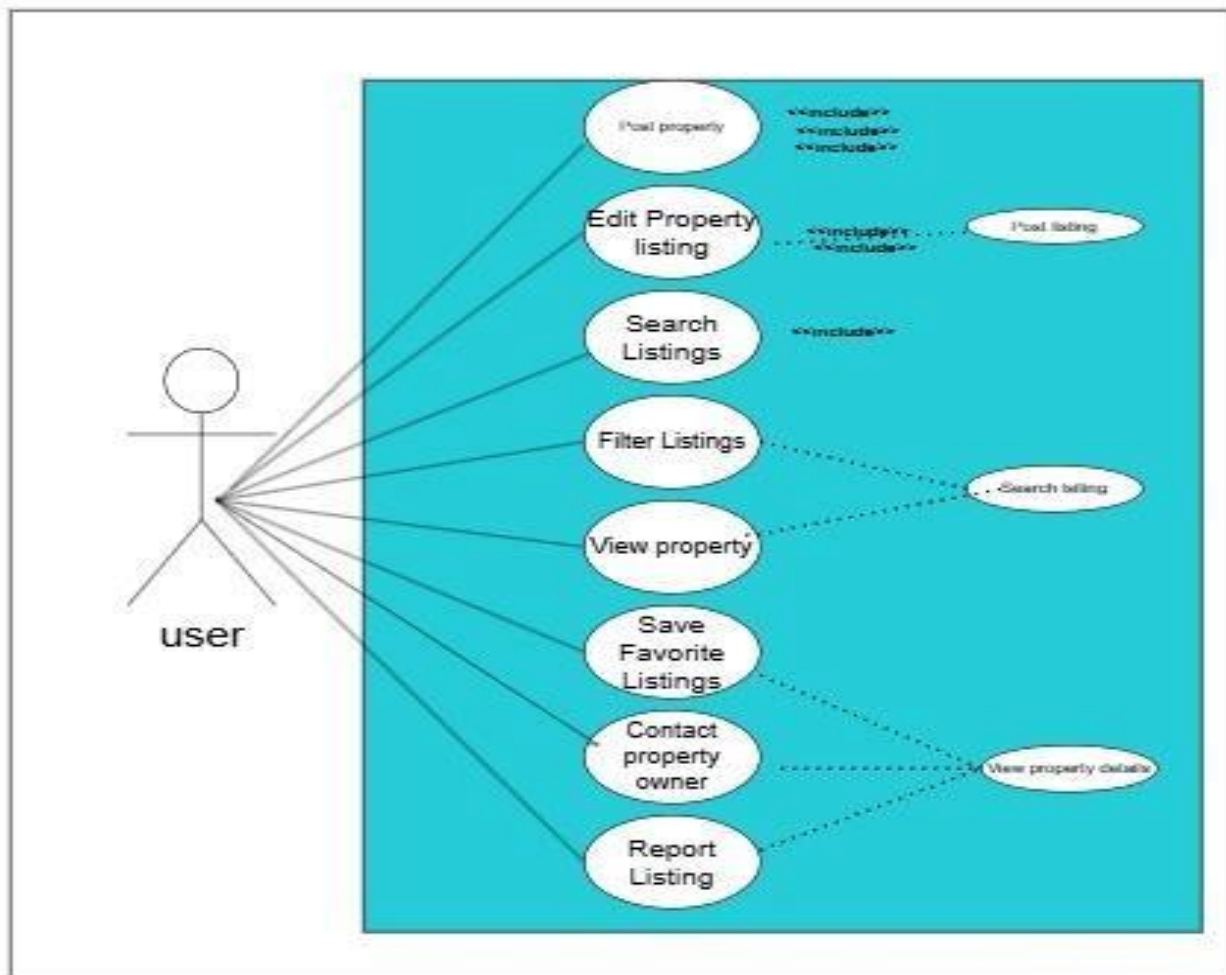 Post property
<<include>>
<<include>>
<<include>>
Edit Property
listing
<<include>>
<<include>>
Post listing
Search
Listings
<<include>>
Filter Listings
Search
View property
Save
Favorite
Listings
Contact
property
owner
View property details
Report
Listing
user